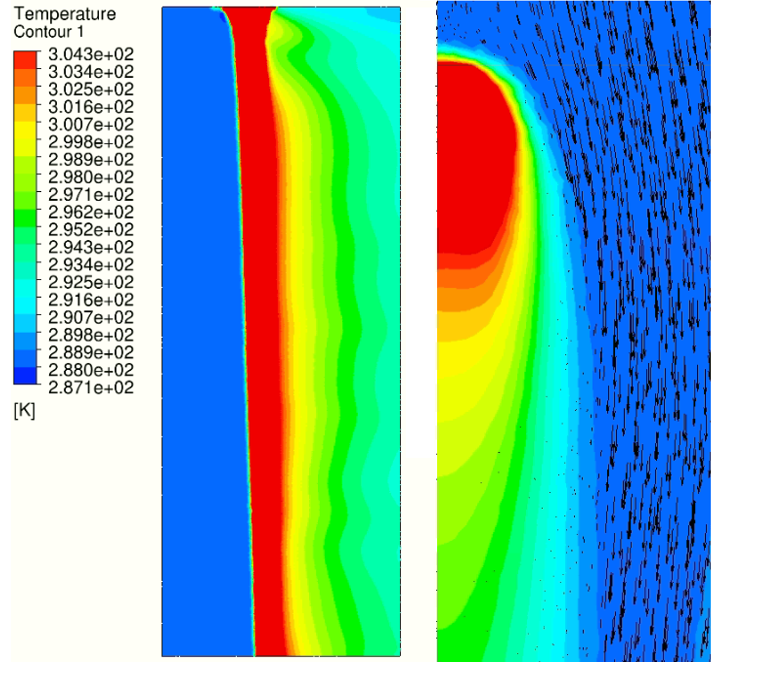 Temperature
Contour 1
3.043e+02
3.034e+02
3.025e+02
3.016e+02
3.007e+02
2.998e+02
2.989e+02
2.980e+02
2.971e+02
2.962e+02
2.952e+02
2.943e+02
2.934e+02
2.925e+02
2.916e+02
2.907e+02
2.898e+02
2.889e+02
2.880e+02
2.871e+02
[K]